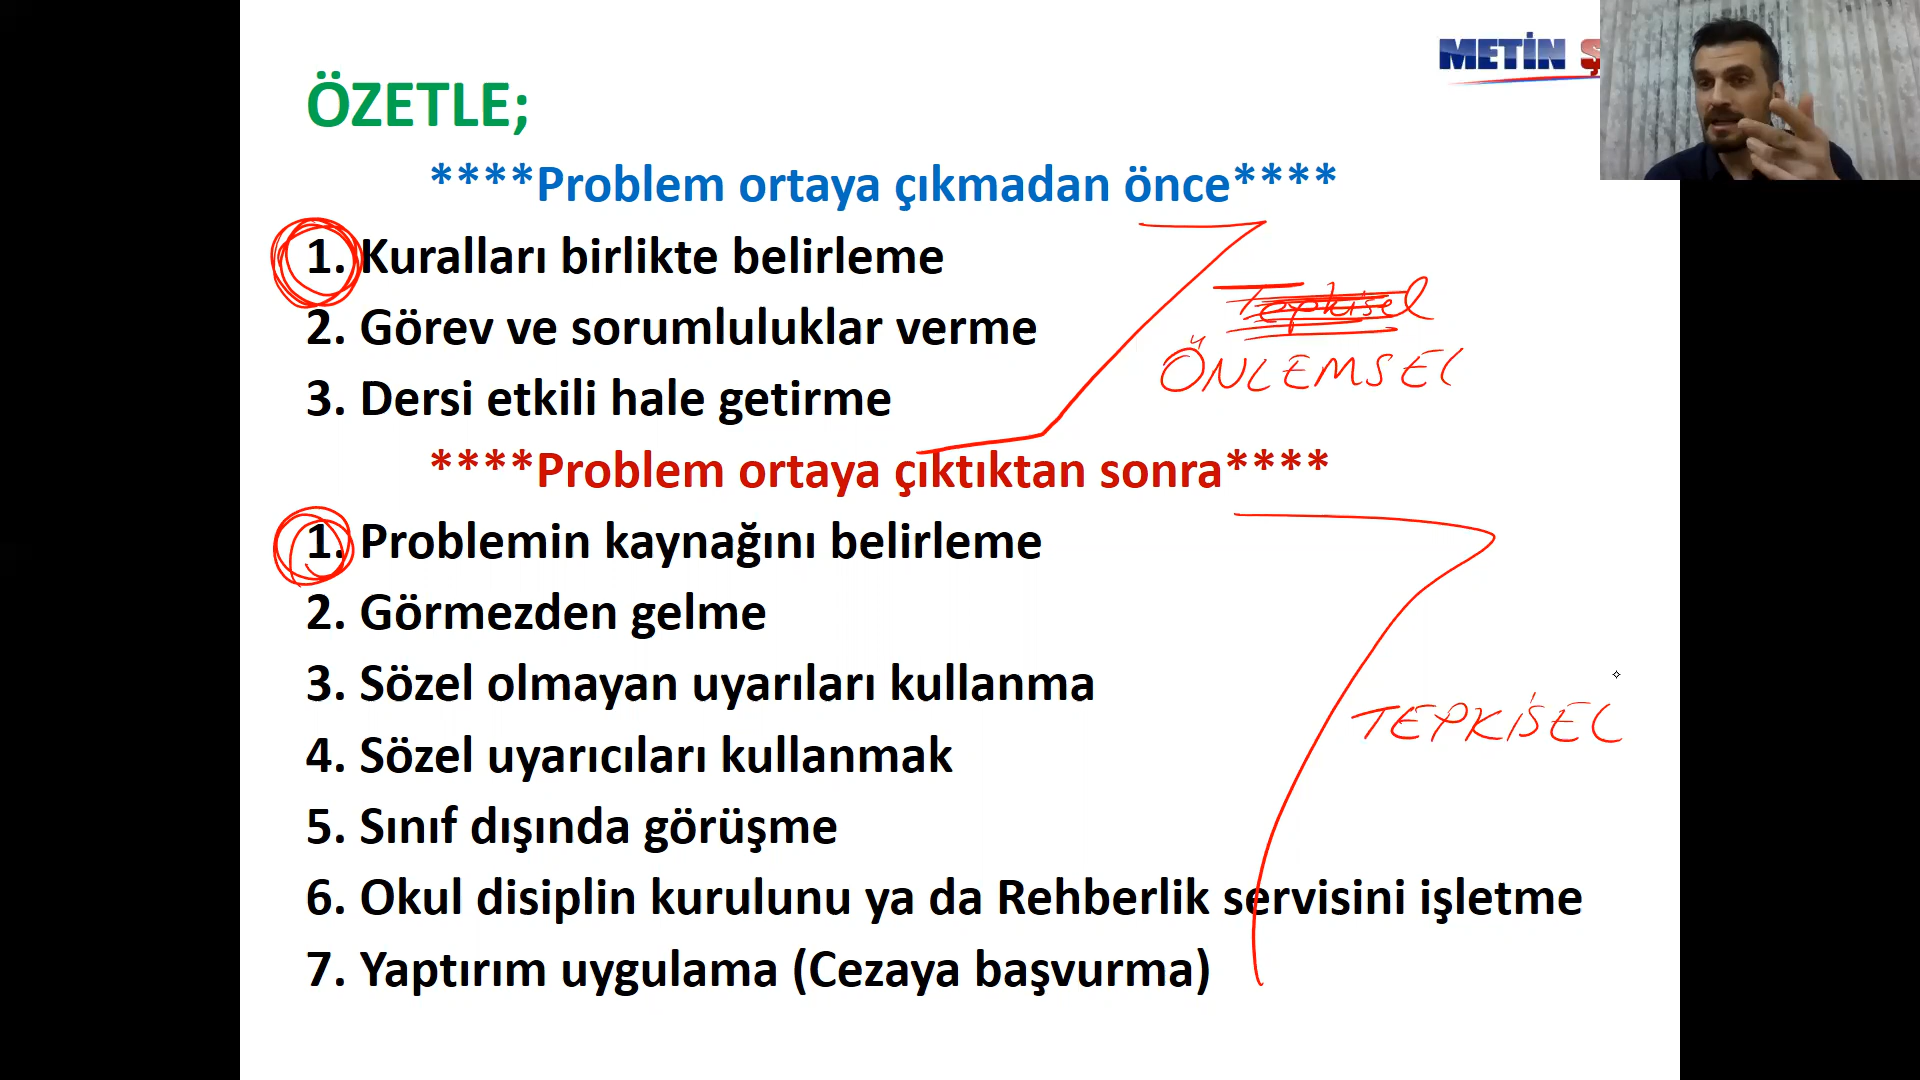 METİN Ş
ÖZETLE;
****Problem ortaya çıkmadan önce****
1. Kuralları birlikte belirleme
Tepkisel
2. Görev ve sorumluluklar verme
ÖNLEMSEL
3. Dersi etkili hale getirme
****Problem ortaya çıktıktan sonra****
1. Problemin kaynağını belirleme
2. Görmezden gelme
3. Sözel olmayan uyarıları kullanma
TEPKİSEL
4. Sözel uyarıcıları kullanmak
5. Sınıf dışında görüşme
6. Okul disiplin kurulunu ya da Rehberlik servisini işletme
7. Yaptırım uygulama (Cezaya başvurma)